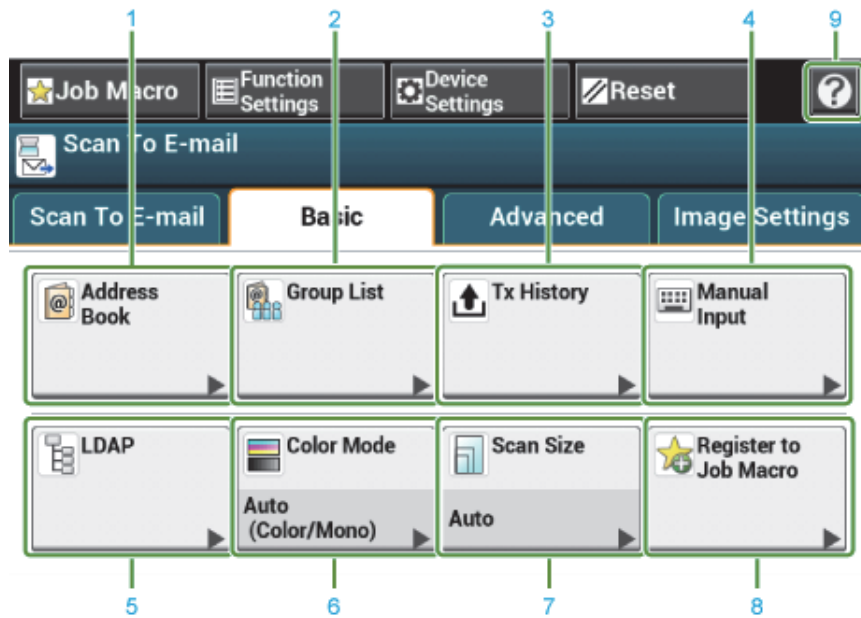 1 2 3 4 9
Job Macro
Function
Settings
Device
Settings
Reset
?
Scan To E-mail
Scan To E-mail
Basic
Advanced
Image Settings
Address
Book
Group List
Tx History
Manual
Input
LDAP
Color Mode
Auto
(Color/Mono)
Scan Size
Auto
Register to
Job Macro
5 6 7 8